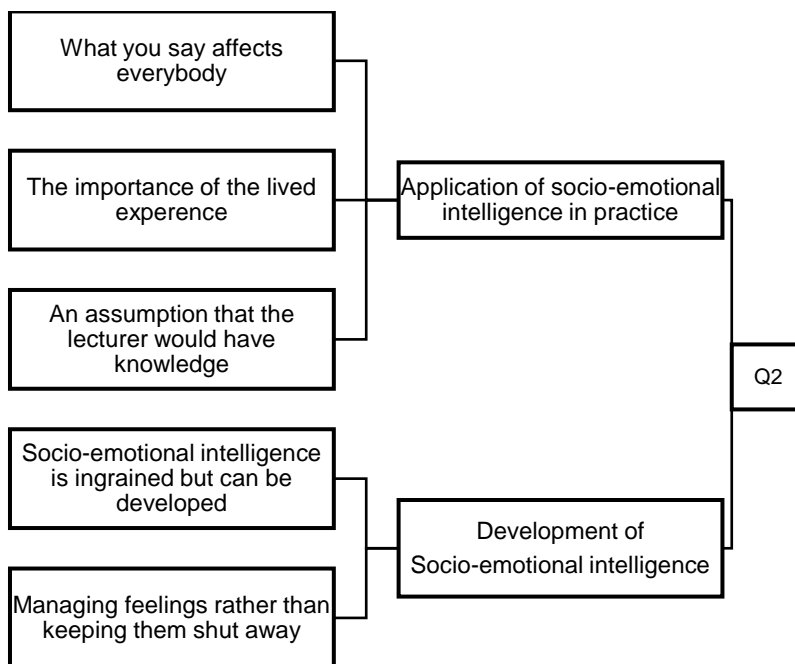 What you say affects
everybody
The importance of the lived
experence
An assumption that the
lecturer would have
knowledge
Application of socio-emotional
intelligence in practice
Socio-emotional intelligence
is ingrained but can be
developed
Managing feelings rather than
keeping them shut away
Development of
Socio-emotional intelligence
Q2